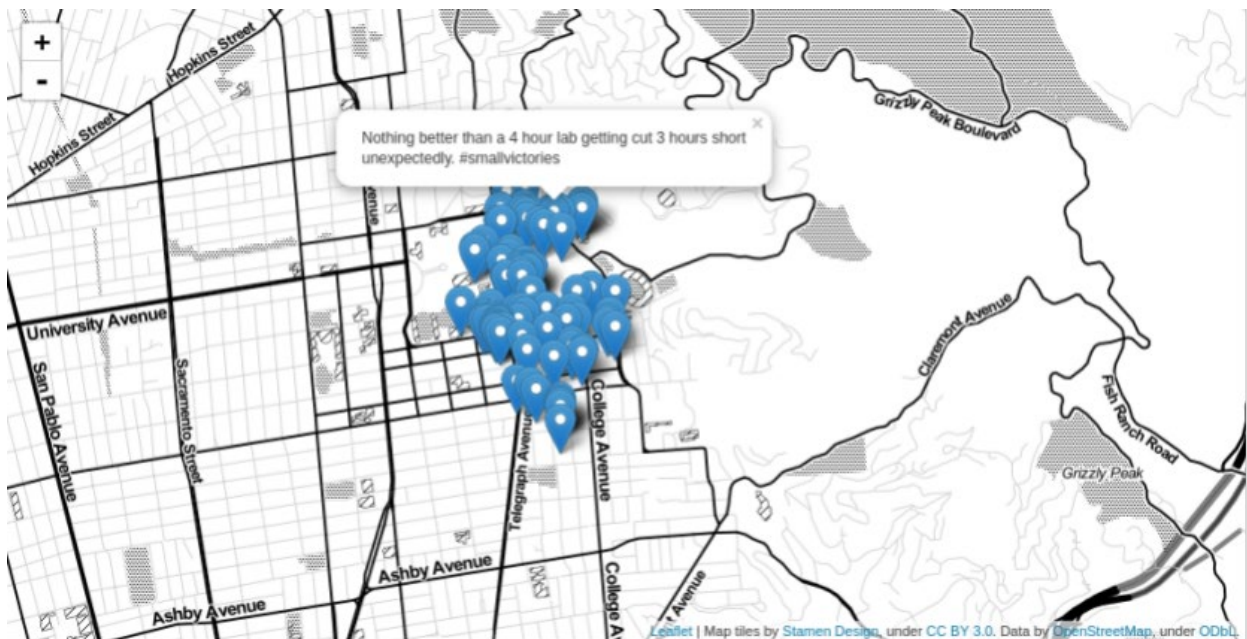 +
-
Hopkins Street
Hopkins Street
Grizzly Peak Boulevard
×
Nothing better than a 4 hour lab getting cut 3 hours short
unexpectedly. #smallvictories
venue
University Avenue
Claremont Avenue
San Pablo Avenue
Sacramento Street
College Avenue
Fish Ranch Road
Telegraph Avenu
Grizzly Peak
Ashby Avenue
Ashby Avenue
College A
t Avenue
Leaflet | Map tiles by Stamen Design, under CC BY 3.0. Data by OpenStreetMap, under ODbL.